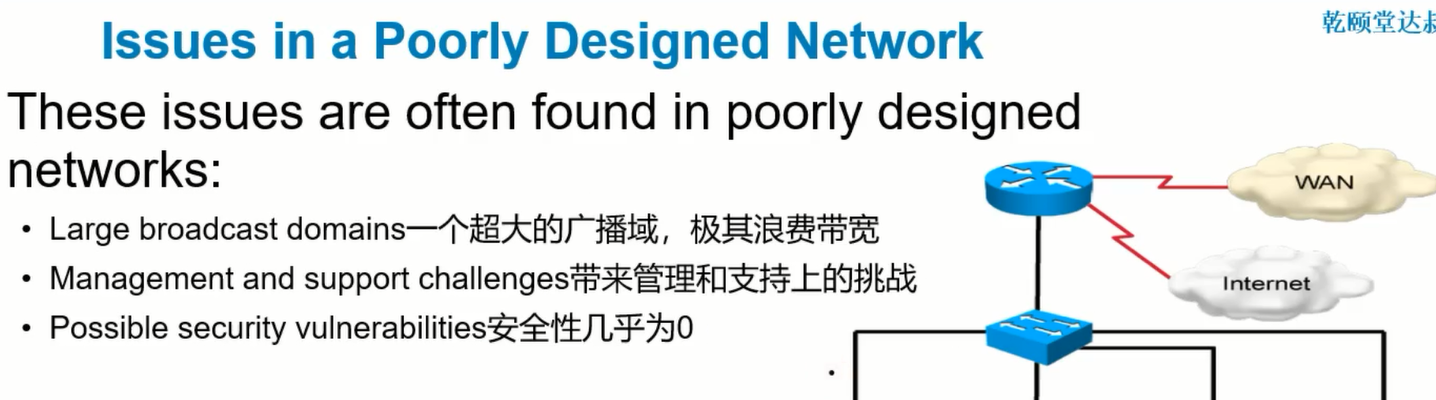 Issues in a Poorly Designed Network
乾颐堂达叔
These issues are often found in poorly designed
networks:
• Large broadcast domains一个超大的广播域，极其浪费带宽
• Management and support challenges带来管理和支持上的挑战
• Possible security vulnerabilities安全性几乎为0
WAN
Internet